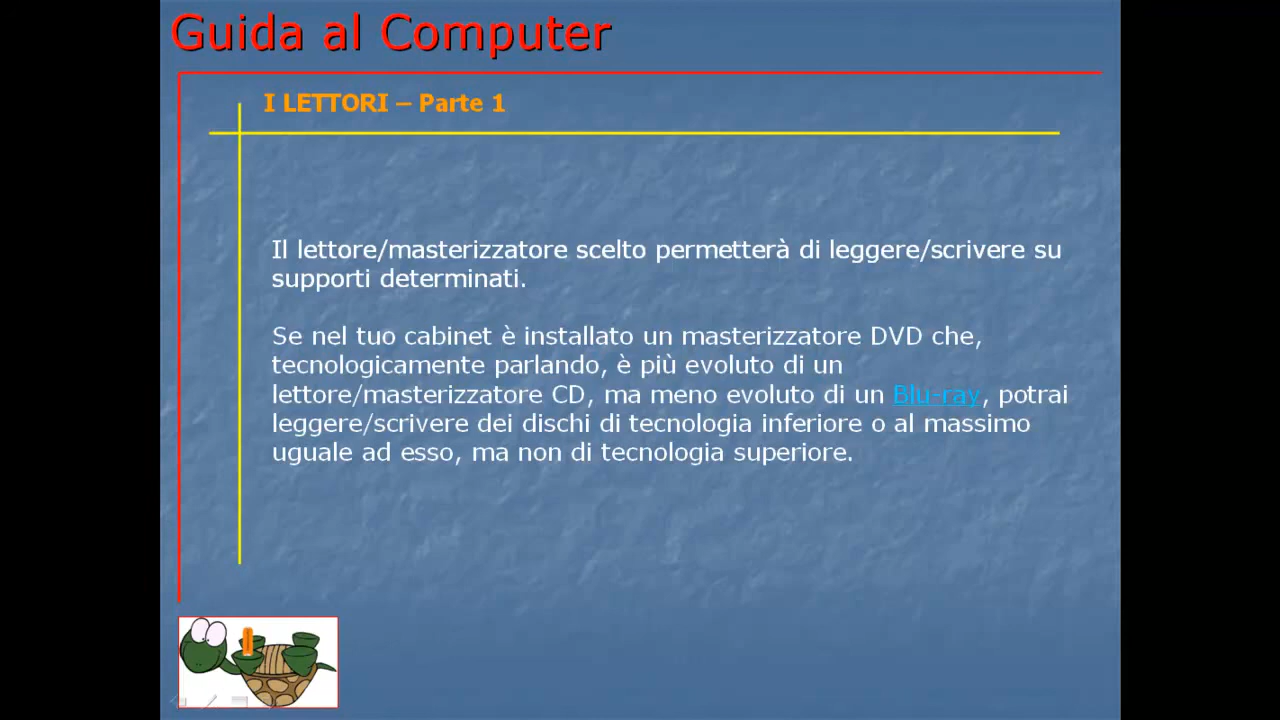 Guida al Computer
I LETTORI – Parte 1
Il lettore/masterizzatore scelto permetterà di leggere/scrivere su
supporti determinati.
Se nel tuo cabinet è installato un masterizzatore DVD che,
tecnologicamente parlando, è più evoluto di un
lettore/masterizzatore CD, ma meno evoluto di un Blu-ray, potrai
leggere/scrivere dei dischi di tecnologia inferiore o al massimo
uguale ad esso, ma non di tecnologia superiore.